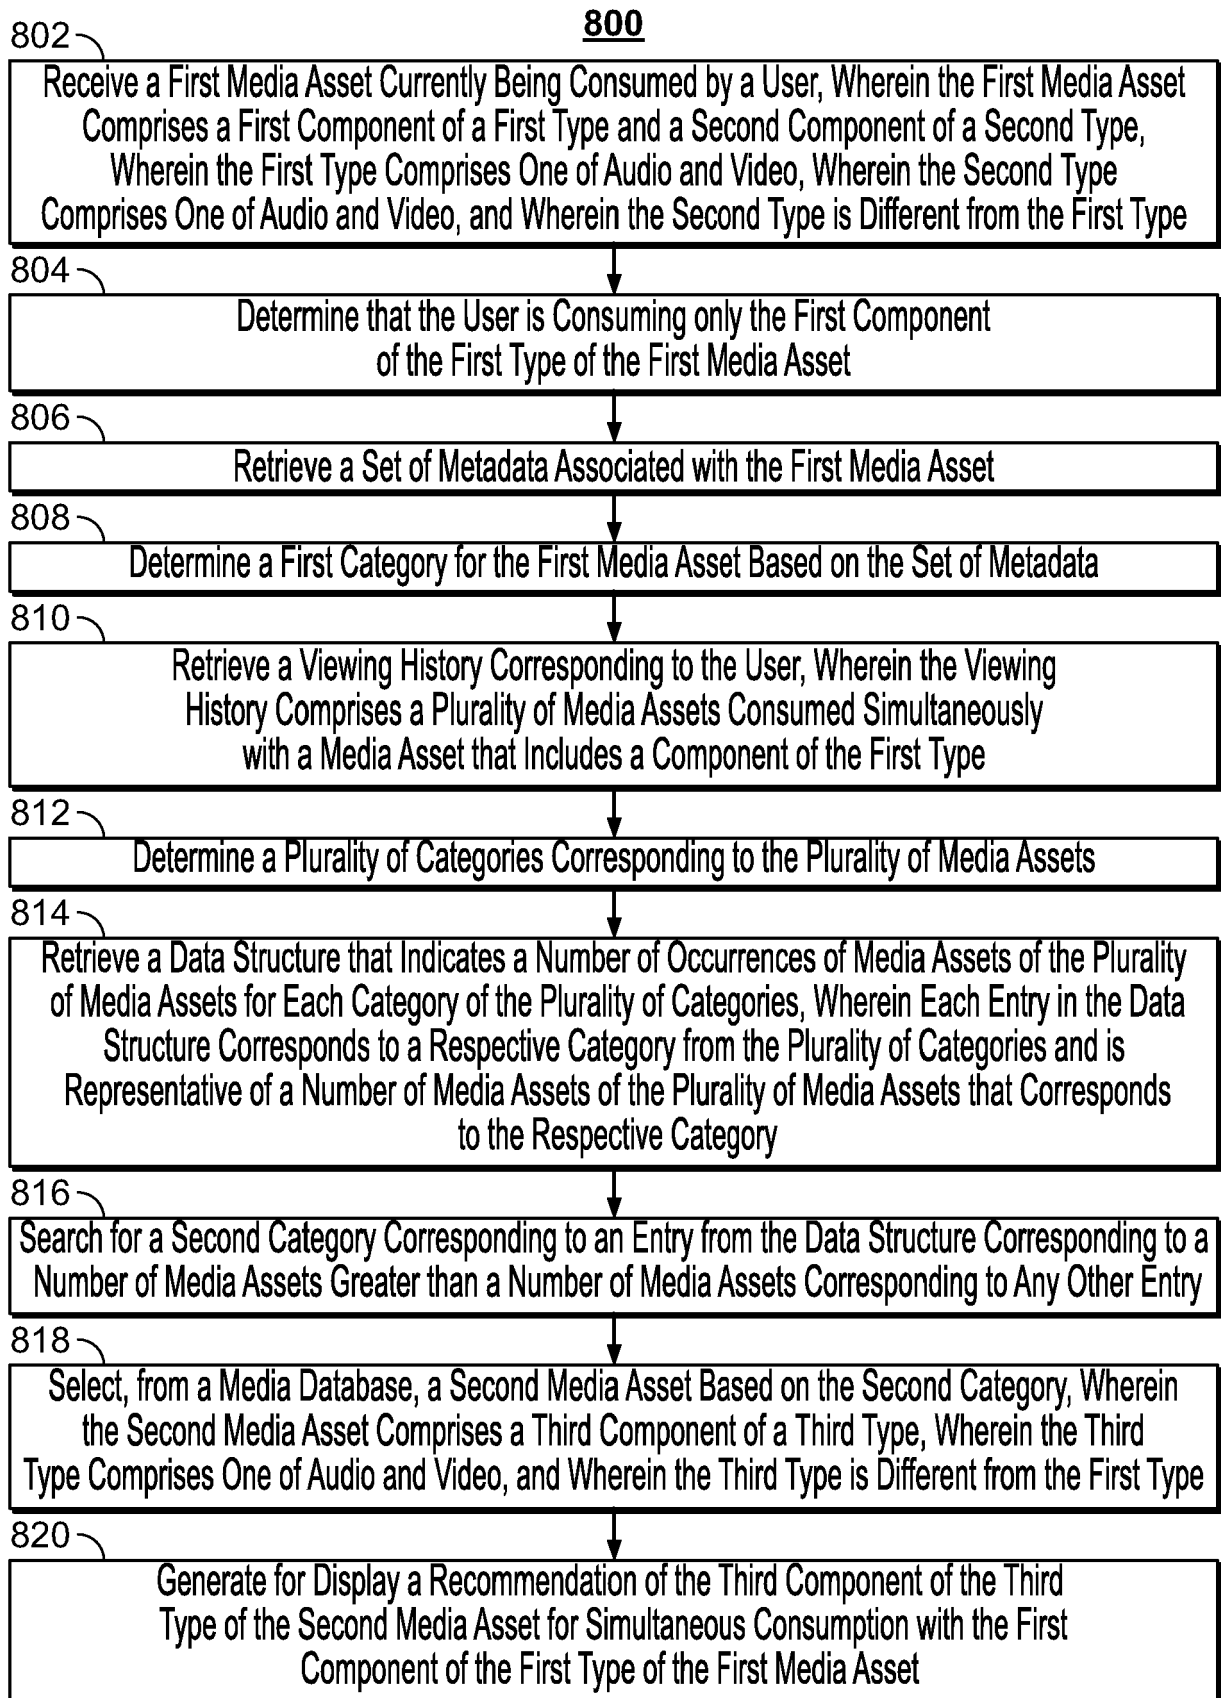 800
802
Receive a First Media Asset Currently Being Consumed by a User, Wherein the First Media Asset
Comprises a First Component of a First Type and a Second Component of a Second Type,
Wherein the First Type Comprises One of Audio and Video, Wherein the Second Type
Comprises One of Audio and Video, and Wherein the Second Type is Different from the First Type
804
Determine that the User is Consuming only the First Component
of the First Type of the First Media Asset
806
Retrieve a Set of Metadata Associated with the First Media Asset
808
Determine a First Category for the First Media Asset Based on the Set of Metadata
810
Retrieve a Viewing History Corresponding to the User, Wherein the Viewing
History Comprises a Plurality of Media Assets Consumed Simultaneously
with a Media Asset that Includes a Component of the First Type
812
Determine a Plurality of Categories Corresponding to the Plurality of Media Assets
814
Retrieve a Data Structure that Indicates a Number of Occurrences of Media Assets of the Plurality
of Media Assets for Each Category of the Plurality of Categories, Wherein Each Entry in the Data
Structure Corresponds to a Respective Category from the Plurality of Categories and is
Representative of a Number of Media Assets of the Plurality of Media Assets that Corresponds
to the Respective Category
816
Search for a Second Category Corresponding to an Entry from the Data Structure Corresponding to a
Number of Media Assets Greater than a Number of Media Assets Corresponding to Any Other Entry
818
Select, from a Media Database, a Second Media Asset Based on the Second Category, Wherein
the Second Media Asset Comprises a Third Component of a Third Type, Wherein the Third
Type Comprises One of Audio and Video, and Wherein the Third Type is Different from the First Type
820
Generate for Display a Recommendation of the Third Component of the Third
Type of the Second Media Asset for Simultaneous Consumption with the First
Component of the First Type of the First Media Asset